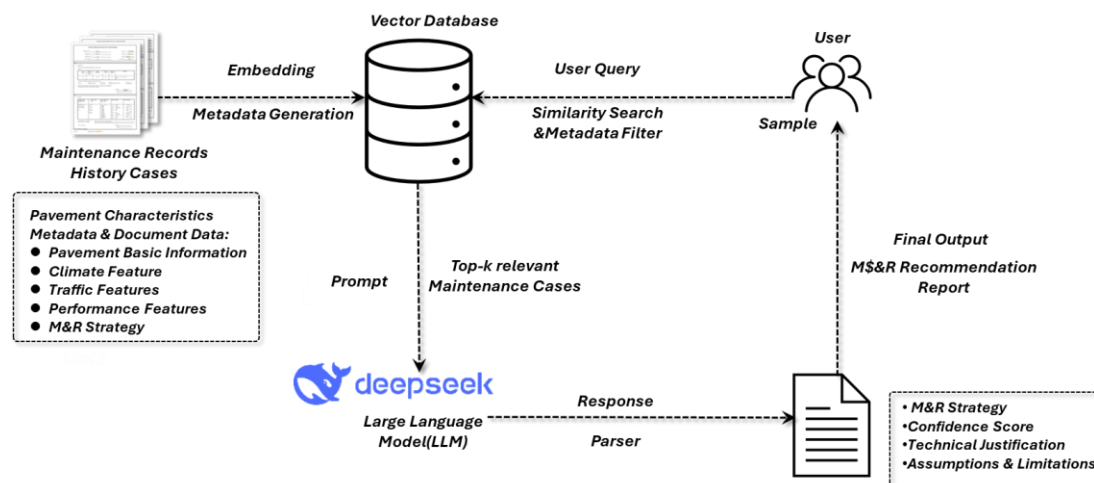 Vector Database
User
Embedding
Metadata Generation
User Query
Similarity Search
&Metadata Filter
Sample
Maintenance Records
History Cases
Pavement Characteristics
Metadata & Document Data:
● Pavement Basic Information
● Climate Feature
● Traffic Features
● Performance Features
● M&R Strategy
Prompt
Top-k relevant
Maintenance Cases
Final Output
M$&R Recommendation
Report
deepseek
Large Language
Model(LLM)
Response
Parser
• M&R Strategy
•Confidence Score
•Technical Justification
•Assumptions & Limitations